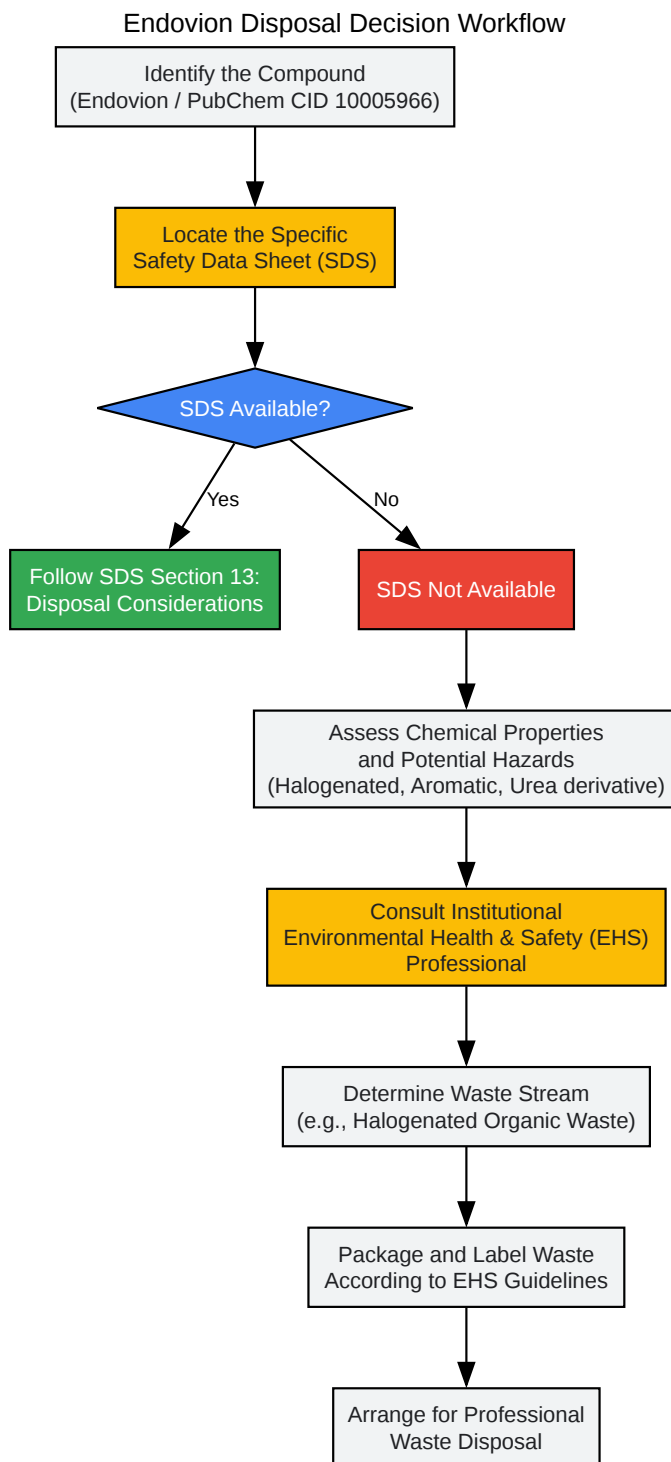 Endovion Disposal Decision Workflow
Identify the Compound
(Endovion / PubChem CID 10005966)
Locate the Specific
Safety Data Sheet (SDS)
SDS Available?
Yes
No
Follow SDS Section 13:
Disposal Considerations
SDS Not Available
Assess Chemical Properties
and Potential Hazards
(Halogenated, Aromatic, Urea derivative)
Consult Institutional
Environmental Health & Safety (EHS)
Professional
Determine Waste Stream
(e.g., Halogenated Organic Waste)
Package and Label Waste
According to EHS Guidelines
Arrange for Professional
Waste Disposal